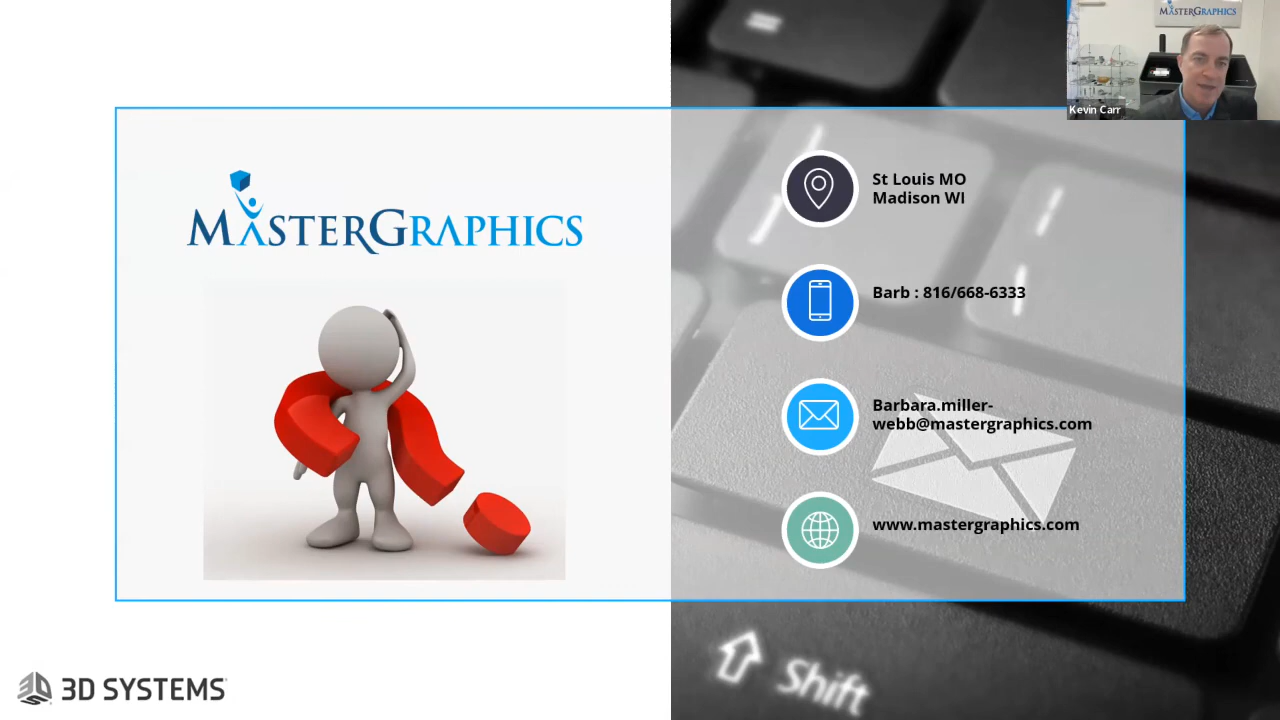 MASTERGRAPHICS
Kevin Carr
MASTERGRAPHICS
St Louis MO
Madison WI
Barb : 816/668-6333
Barbara.miller-
webb@mastergraphics.com
www.mastergraphics.com
Shift
3D SYSTEMS